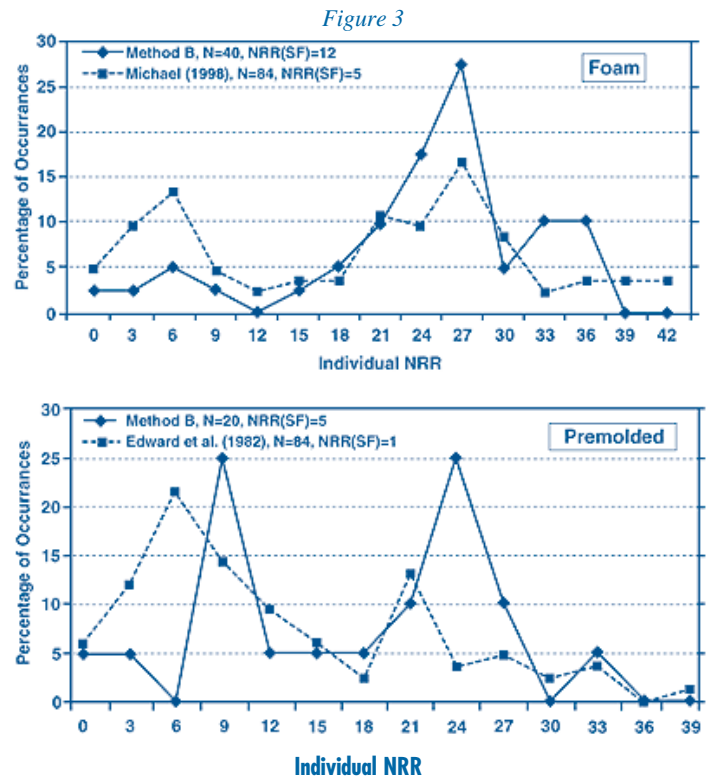 Figure 3
Method B, N=40, NRR(SF)=12
Michael (1998), N=84, NRR(SF)=5
Foam
Percentage of Occurrances
30
25
20
15
10
5
0
0 3 6 9 12 15 18 21 24 27 30 33 36 39 42
Individual NRR
Method B, N=20, NRR(SF)=5
Edward et al. (1982), N=84, NRR(SF)=1
Premolded
Percentage of Occurrances
30
25
20
15
10
5
0
0 3 6 9 12 15 18 21 24 27 30 33 36 39
Individual NRR